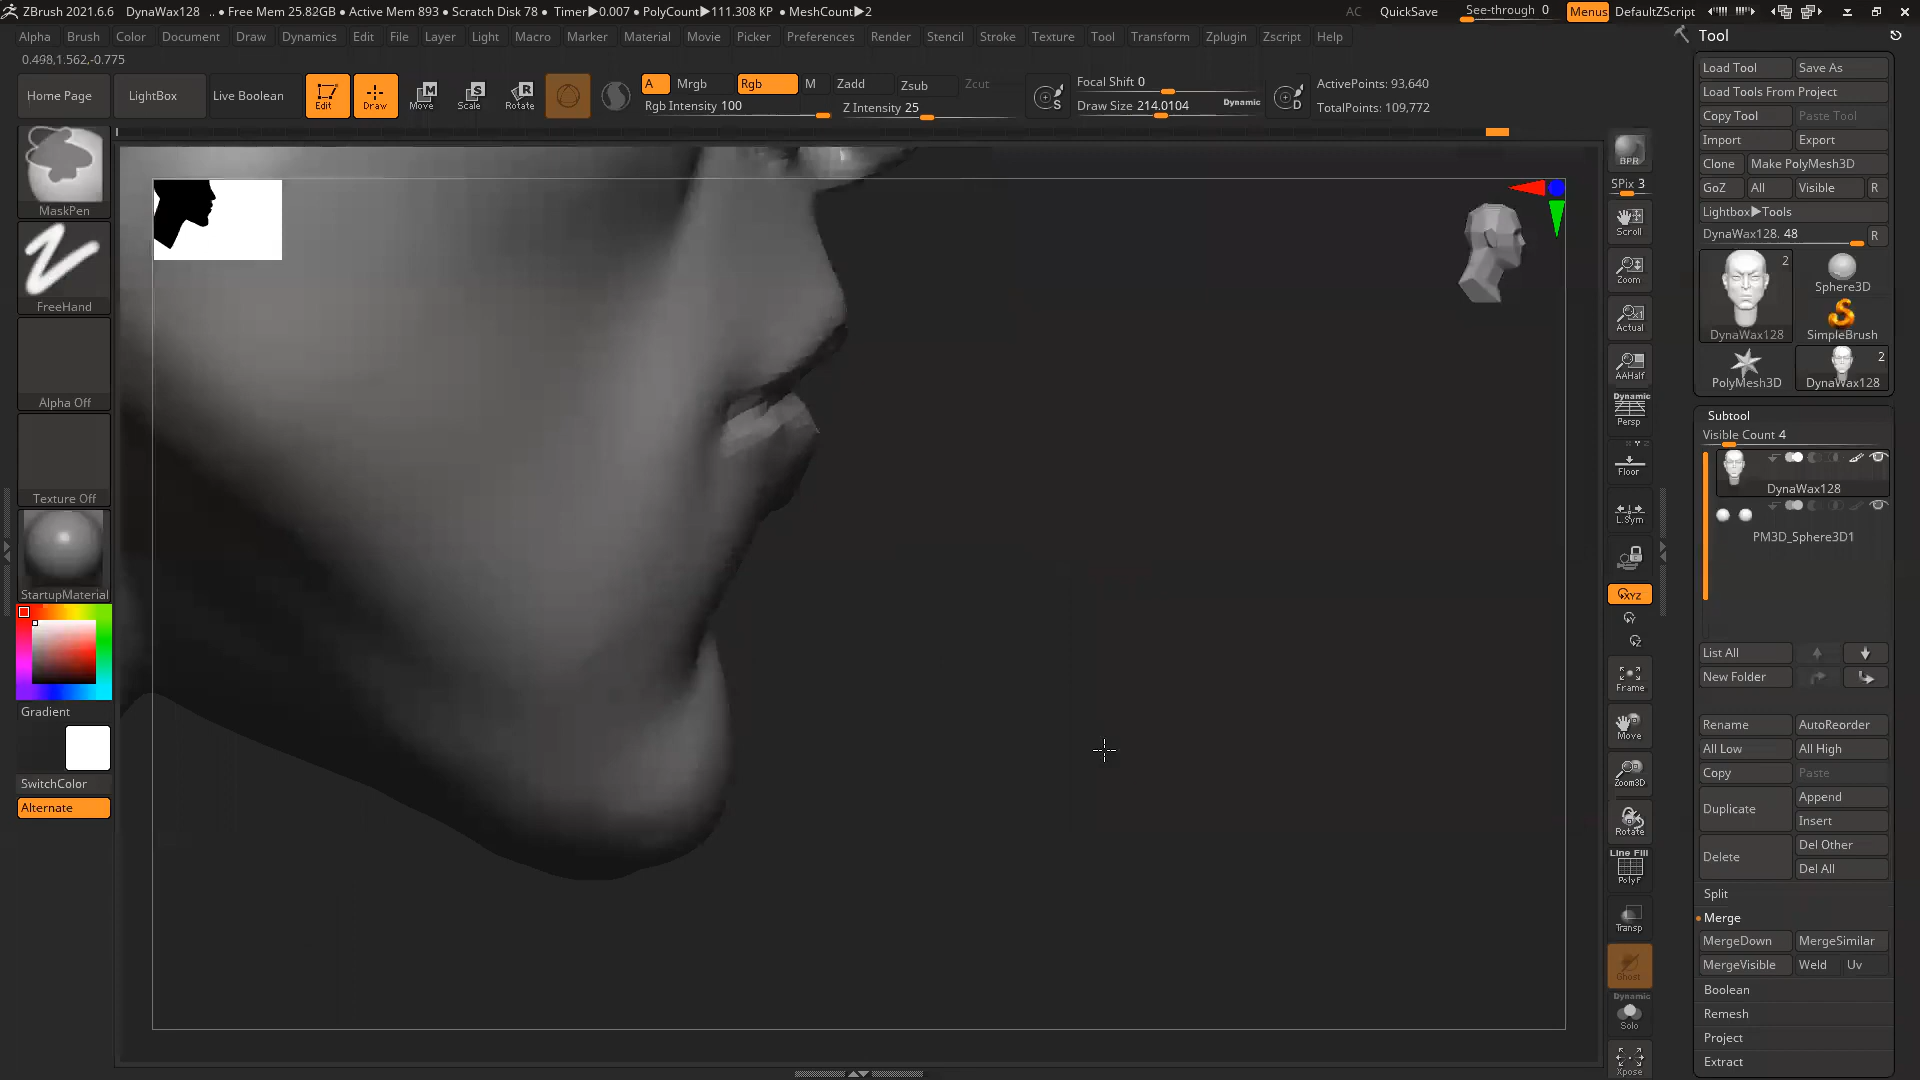 ZBrush 2021.6.6 DynaWax128 .. • Free Mem 25.82GB • Active Mem 893 • Scratch Disk 78 • Timer▶0.007 • PolyCount▶111.308 KP • MeshCount▶2 AC QuickSave See-through 0 Menus DefaultZScript
Alpha Brush Color Document Draw Dynamics Edit File Layer Light Macro Marker Material Movie Picker Preferences Render Stencil Stroke Texture Tool Transform Zplugin Zscript Help
0.498,1.562,-0.775
Home Page LightBox Live Boolean Edit Draw Move Scale Rotate
A Mrgb Rgb M Zadd Zsub Zcut
Rgb Intensity 100 Z Intensity 25
Focal Shift 0
Draw Size 214.0104 Dynamic
ActivePoints: 93,640
TotalPoints: 109,772
MaskPen
FreeHand
Alpha Off
Texture Off
StartupMaterial
Gradient
SwitchColor
Alternate
BPR
SPix 3
Scroll
Zoom
Actual
AAHalf
Dynamic
Persp
Floor
L.Sym
XYZ
Y
Z
Frame
Move
Zoom3D
Rotate
Line Fill
PolyF
Transp
Ghost
Dynamic
Solo
Xpose
Tool
Load Tool Save As
Load Tools From Project
Copy Tool Paste Tool
Import Export
Clone Make PolyMesh3D
GoZ All Visible R
Lightbox▶Tools
DynaWax128. 48 R
2
Sphere3D
DynaWax128 SimpleBrush
2
PolyMesh3D DynaWax128
Subtool
Visible Count 4
DynaWax128
PM3D_Sphere3D1
List All
New Folder
Rename AutoReorder
All Low All High
Copy Paste
Duplicate Append
Insert
Delete Del Other
Del All
Split
Merge
MergeDown MergeSimilar
MergeVisible Weld Uv
Boolean
Remesh
Project
Extract